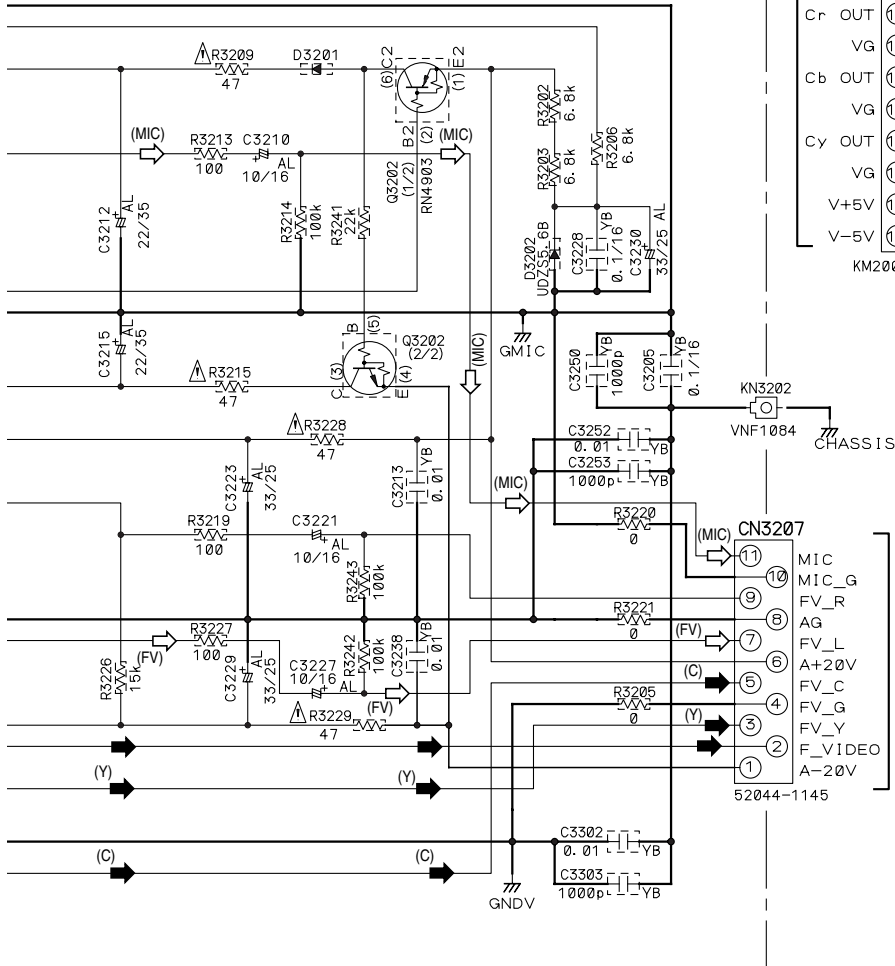 Cr OUT
VG
Cb OUT
VG
Cy OUT
VG
V+5V
V-5V
KM200
R3209
47
D3201
C2
(6)
E2
(1)
B2
(2)
Q3202
(1/2)
RN4903
(MIC)
R3213
100
C3210
AL
10/16
(MIC)
C3212
AL
22/35
R3214
100k
R3241
22k
R3202
6.8k
R3203
6.8k
R3206
6.8k
D3202
UDZS5.6B
C3228
YB
0.1/16
C3230
AL
33/25
C3215
AL
22/35
B
(5)
Q3202
(2/2)
C
(3)
E
(4)
R3215
47
(MIC)
GMIC
C3250
YB
1000p
C3205
YB
0.1/16
KN3202
VNF1084
CHASSIS
R3228
47
C3252
0.01
YB
C3253
1000p
YB
C3223
AL
33/25
C3213
YB
0.01
(MIC)
R3219
100
C3221
AL
10/16
R3220
0
(MIC)
CN3207
11
MIC
10
MIC_G
9
FV_R
8
AG
7
FV_L
6
A+20V
5
FV_C
4
FV_G
3
FV_Y
2
F_VIDEO
1
A-20V
52044-1145
R3243
100k
R3221
0
(FV)
(FV)
R3227
100
R3226
15k
C3229
AL
33/25
C3227
10/16
AL
R3242
100k
C3238
YB
0.01
(FV)
(C)
R3205
0
(Y)
R3229
47
(Y)
(Y)
(C)
(C)
C3302
0.01
YB
C3303
1000p
YB
GNDV